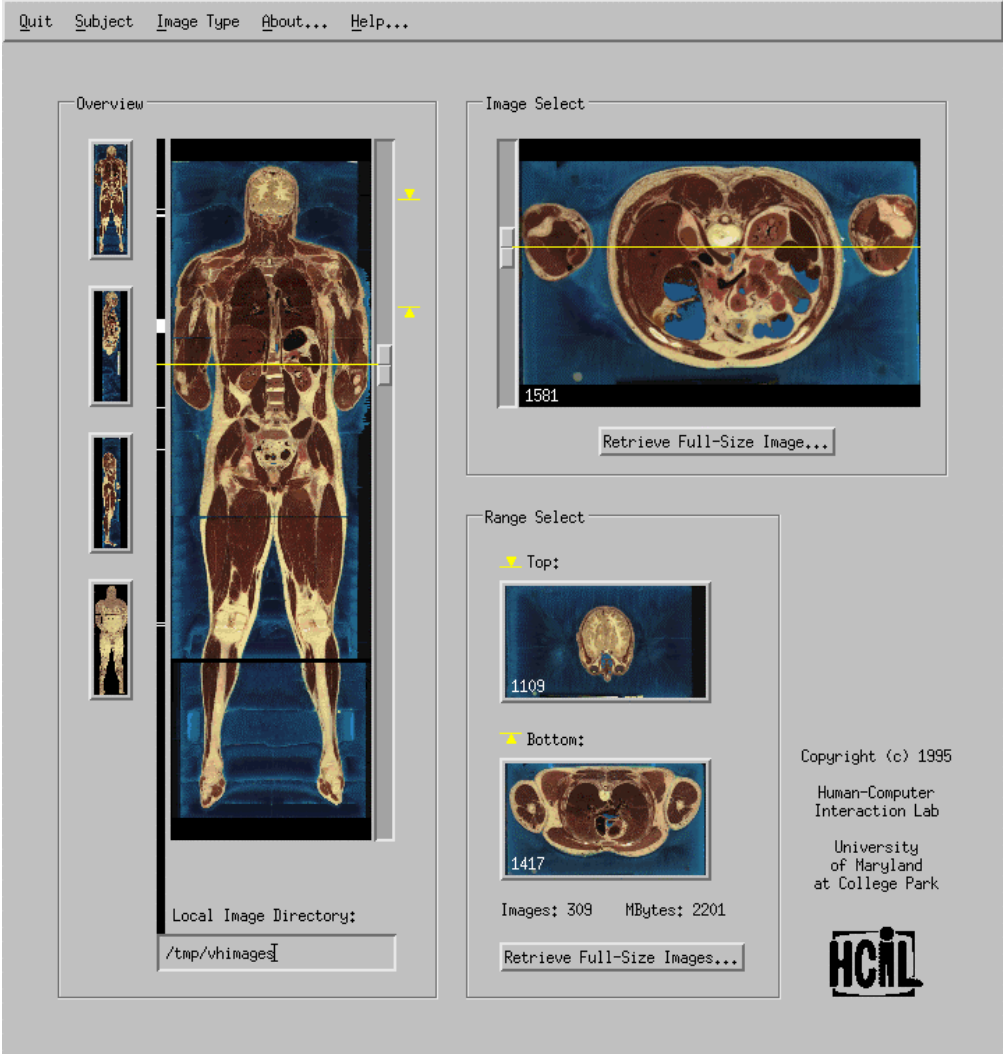 Quit Subject Image Type About... Help...
Overview
Image Select
1581
Retrieve Full-Size Image...
Range Select
Top:
1109
Bottom:
1417
Images: 309 MBytes: 2201
Retrieve Full-Size Images...
Local Image Directory:
/tmp/vhimages
Copyright (c) 1995
Human-Computer
Interaction Lab
University
of Maryland
at College Park
HCIL